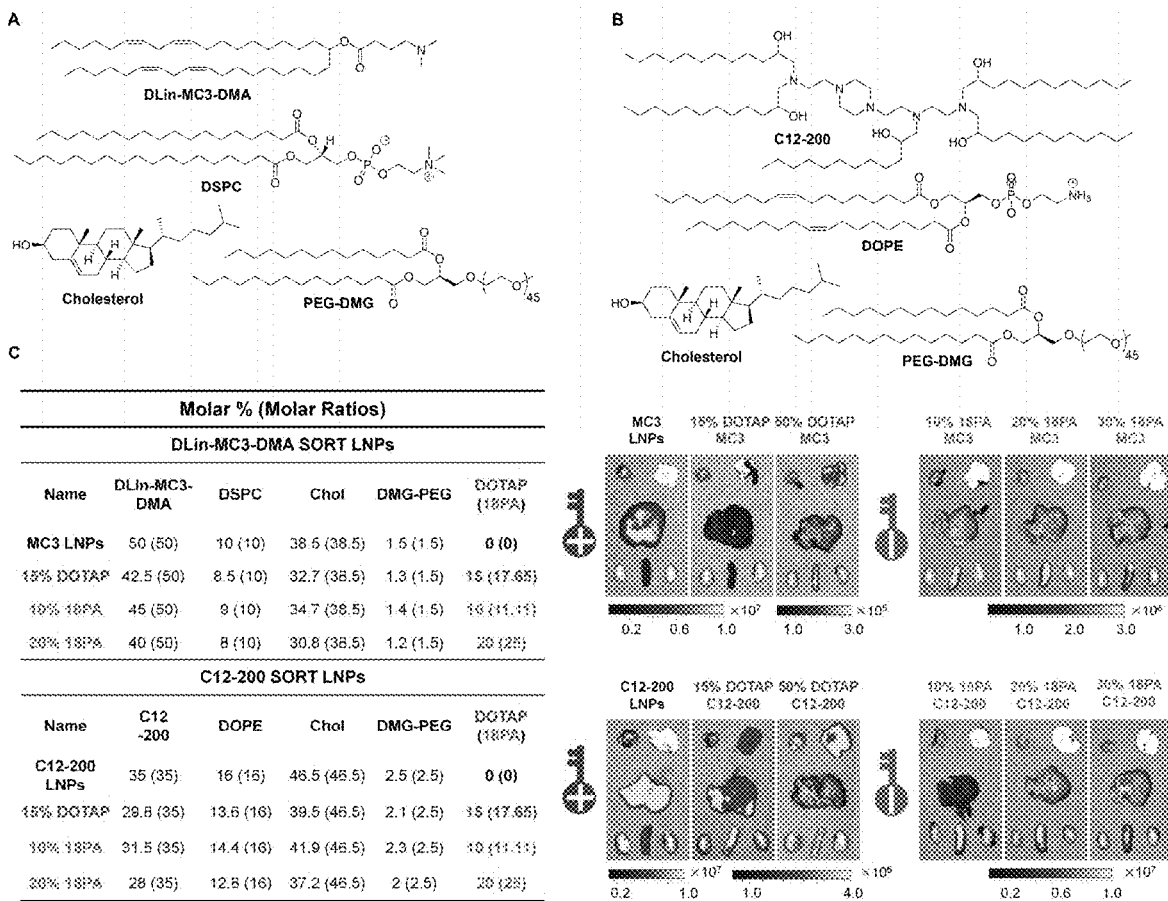 A
DLin-MC3-DMA
DSPC
Cholesterol
PEG-DMG
45
B
C12-200
DOPE
Cholesterol
PEG-DMG
45
C
Molar % (Molar Ratios)
DLin-MC3-DMA SORT LNPs
Name DLin-MC3-DMA DSPC Chol DMG-PEG DOTAP (18PA)
MC3 LNPs 50 (50) 10 (10) 38.5 (38.5) 1.5 (1.5) 0 (0)
15% DOTAP 42.5 (50) 8.5 (10) 32.7 (38.5) 1.3 (1.5) 15 (17.65)
10% 18PA 45 (50) 9 (10) 34.7 (38.5) 1.4 (1.5) 10 (11.11)
20% 18PA 40 (50) 8 (10) 30.8 (38.5) 1.2 (1.5) 20 (25)
C12-200 SORT LNPs
Name C12-200 DOPE Chol DMG-PEG DOTAP (18PA)
C12-200 LNPs 35 (35) 16 (16) 46.5 (46.5) 2.5 (2.5) 0 (0)
15% DOTAP 29.8 (35) 13.6 (16) 39.5 (46.5) 2.1 (2.5) 15 (17.65)
10% 18PA 31.5 (35) 14.4 (16) 41.9 (46.5) 2.3 (2.5) 10 (11.11)
20% 18PA 28 (35) 12.8 (16) 37.2 (46.5) 2 (2.5) 20 (25)
MC3 LNPs 15% DOTAP MC3 50% DOTAP MC3 10% 18PA MC3 20% 18PA MC3 30% 18PA MC3
×10⁷ ×10⁵ ×10⁶
0.2 0.6 1.0 3.0 1.0 2.0 3.0
C12-200 LNPs 15% DOTAP C12-200 50% DOTAP C12-200 10% 18PA C12-200 20% 18PA C12-200 30% 18PA C12-200
×10⁷ ×10⁶ ×10⁷
0.2 1.0 1.0 4.0 0.2 0.6 1.0